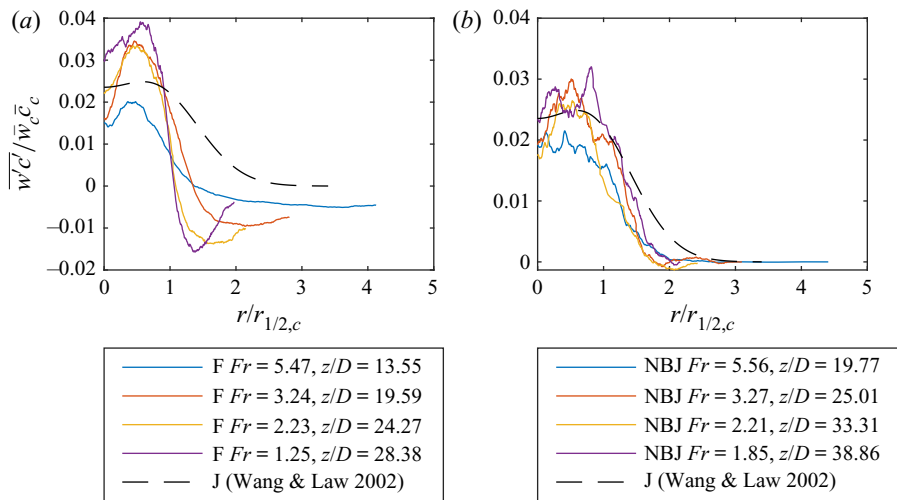 (a)
0.04
0.03
0.02
0.01
0
–0.01
–0.02
w′c′/w̄_c c̄_c
0 1 2 3 4 5
r/r1/2,c
(b)
0.04
0.03
0.02
0.01
0
0 1 2 3 4 5
r/r1/2,c
F Fr = 5.47, z/D = 13.55
F Fr = 3.24, z/D = 19.59
F Fr = 2.23, z/D = 24.27
F Fr = 1.25, z/D = 28.38
J (Wang & Law 2002)
NBJ Fr = 5.56, z/D = 19.77
NBJ Fr = 3.27, z/D = 25.01
NBJ Fr = 2.21, z/D = 33.31
NBJ Fr = 1.85, z/D = 38.86
J (Wang & Law 2002)